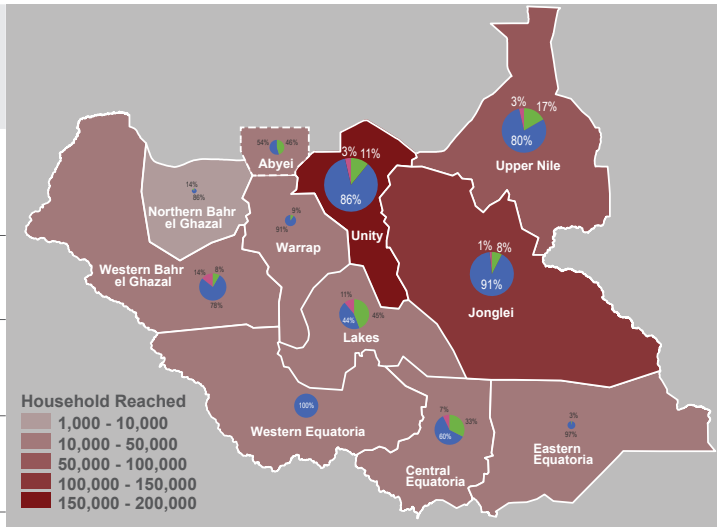 3%
17%
80%
Upper Nile
54%
46%
Abyei
3%
11%
86%
Unity
14%
86%
Northern Bahr
el Ghazal
9%
91%
Warrap
1%
8%
91%
Jonglei
Western Bahr
el Ghazal
14%
8%
78%
11%
45%
44%
Lakes
100%
Western Equatoria
7%
33%
60%
Central
Equatoria
3%
97%
Eastern
Equatoria
Household Reached
1,000 - 10,000
10,000 - 50,000
50,000 - 100,000
100,000 - 150,000
150,000 - 200,000